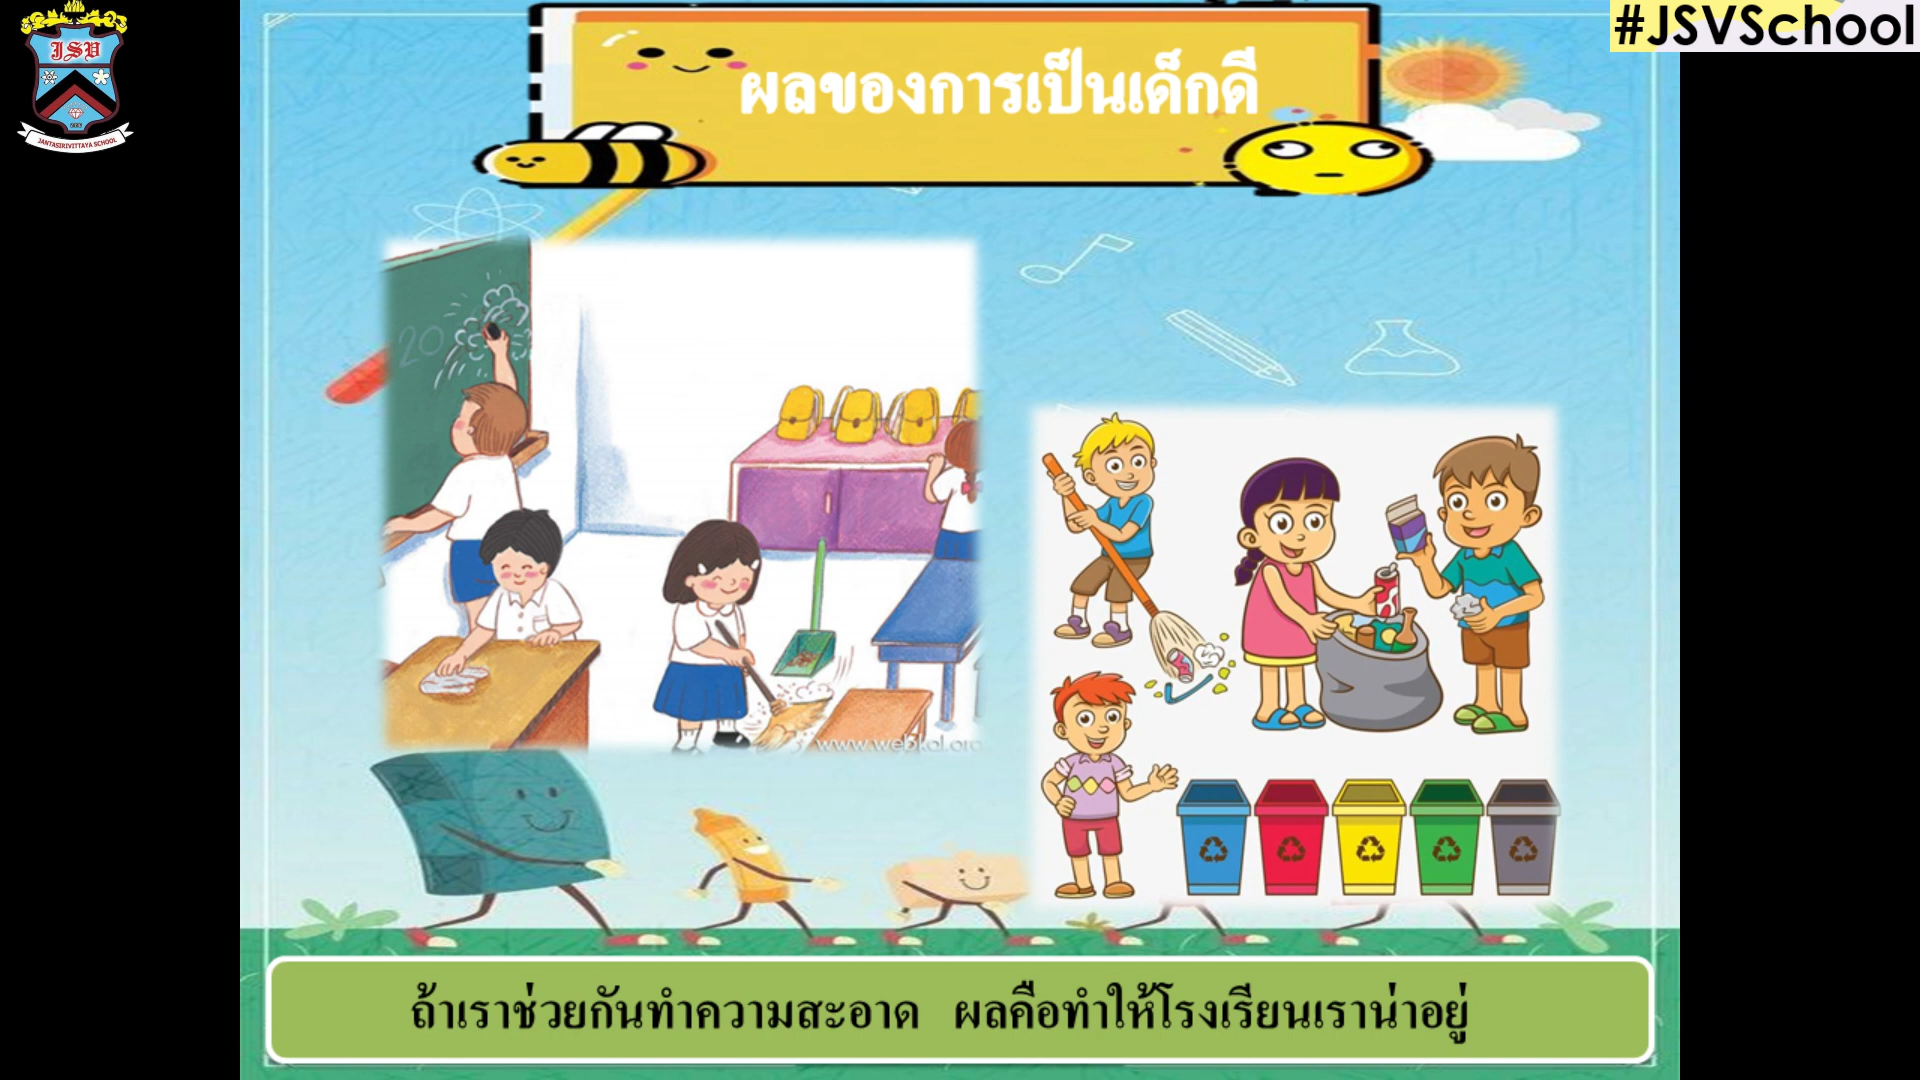 JSV
JANTASIRIVITTAYA SCHOOL
#JSVSchool
ผลของการเป็นเด็กดี
20
www.webkal.org
ถ้าเราช่วยกันทำความสะอาด ผลคือทำให้โรงเรียนเราน่าอยู่